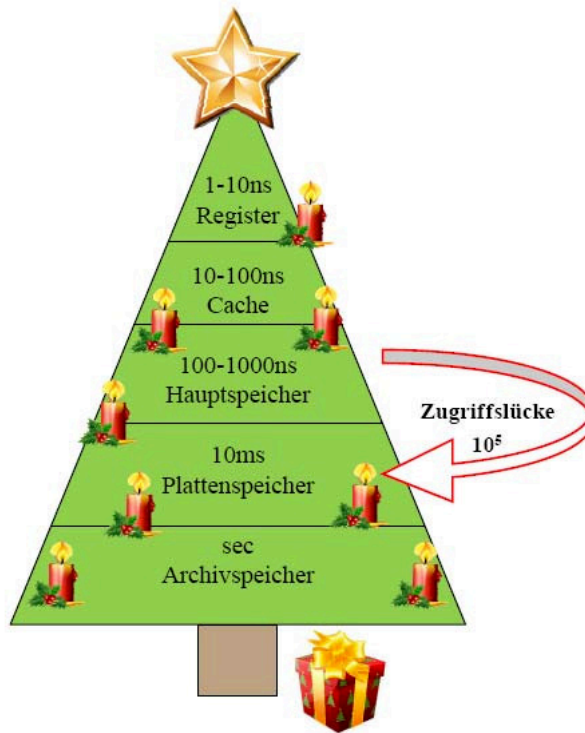 1-10ns
Register
10-100ns
Cache
100-1000ns
Hauptspeicher
Zugriffslücke
10⁵
10ms
Plattenspeicher
sec
Archivspeicher